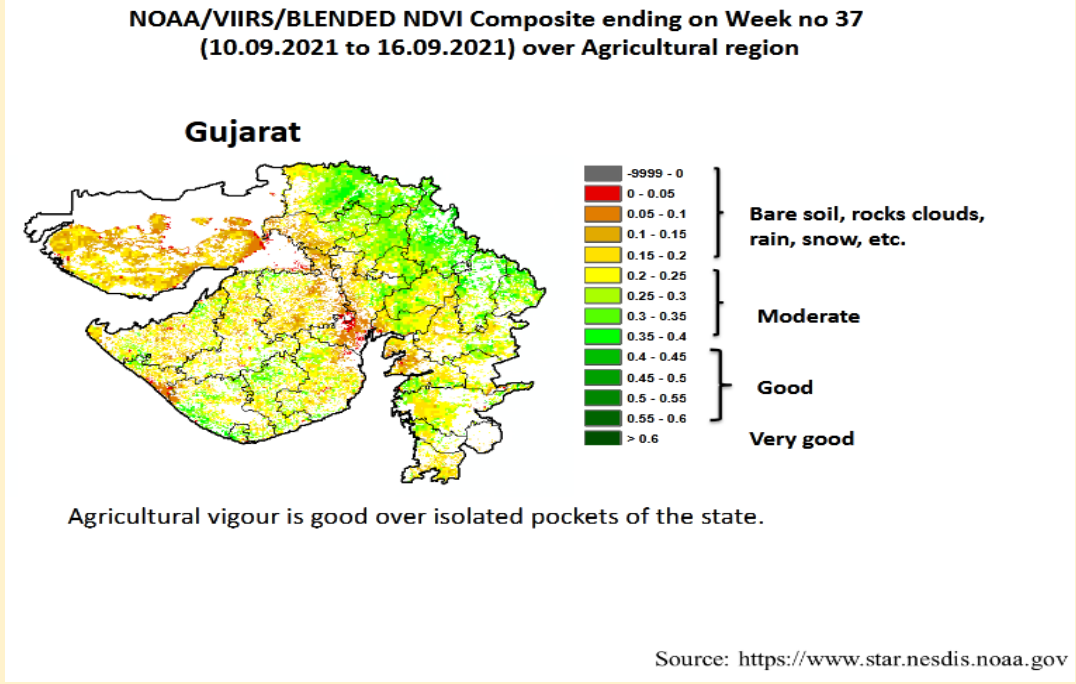 NOAA/VIIRS/BLENDED NDVI Composite ending on Week no 37
(10.09.2021 to 16.09.2021) over Agricultural region
Gujarat
-9999 - 0
0 - 0.05
0.05 - 0.1
0.1 - 0.15
0.15 - 0.2
0.2 - 0.25
0.25 - 0.3
0.3 - 0.35
0.35 - 0.4
0.4 - 0.45
0.45 - 0.5
0.5 - 0.55
0.55 - 0.6
> 0.6
Bare soil, rocks clouds,
rain, snow, etc.
Moderate
Good
Very good
Agricultural vigour is good over isolated pockets of the state.
Source: https://www.star.nesdis.noaa.gov